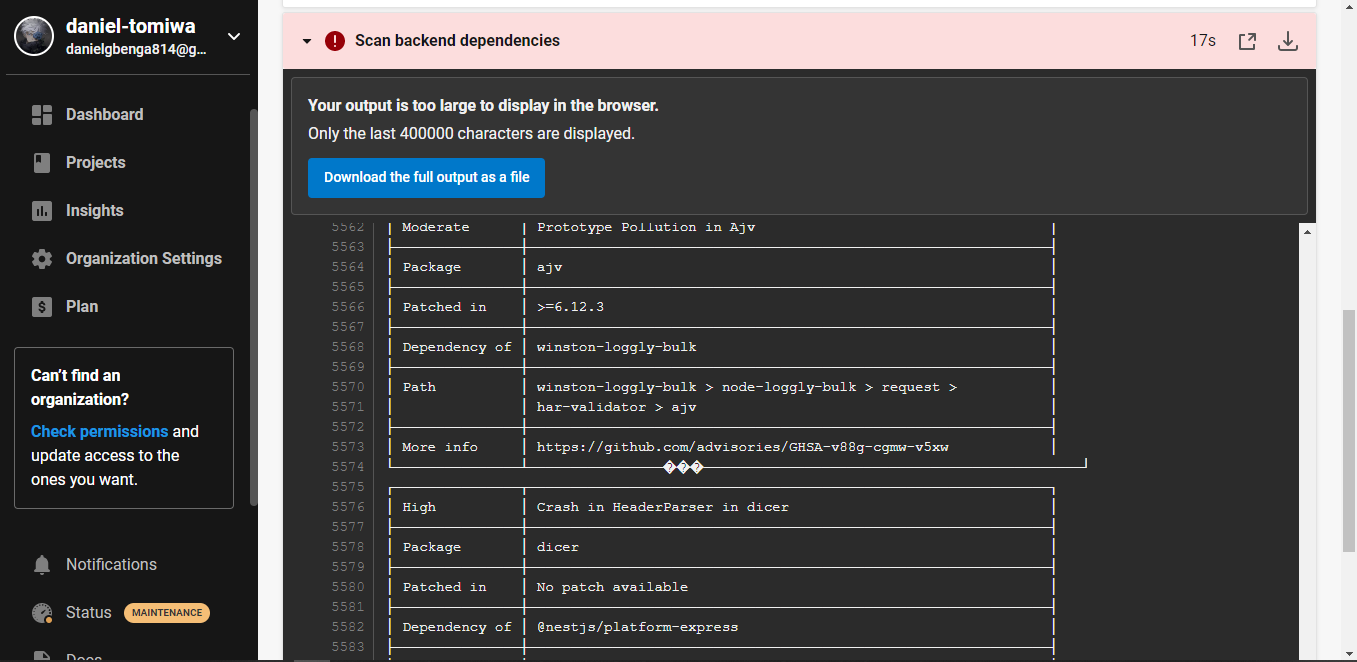 daniel-tomiwa
danielgbenga814@g...
Dashboard
Projects
Insights
Organization Settings
Plan
Can't find an
organization?
Check permissions and
update access to the
ones you want.
Notifications
Status MAINTENANCE
Docs
Scan backend dependencies 17s
Your output is too large to display in the browser.
Only the last 400000 characters are displayed.
Download the full output as a file
5562 │ Moderate │ Prototype Pollution in Ajv │
5563
5564 │ Package │ ajv │
5565
5566 │ Patched in │ >=6.12.3 │
5567
5568 │ Dependency of │ winston-loggly-bulk │
5569
5570 │ Path │ winston-loggly-bulk > node-loggly-bulk > request > │
5571 │ │ har-validator > ajv │
5572
5573 │ More info │ https://github.com/advisories/GHSA-v88g-cgmw-v5xw │
5574 ���
5575
5576 │ High │ Crash in HeaderParser in dicer │
5577
5578 │ Package │ dicer │
5579
5580 │ Patched in │ No patch available │
5581
5582 │ Dependency of │ @nestjs/platform-express │
5583